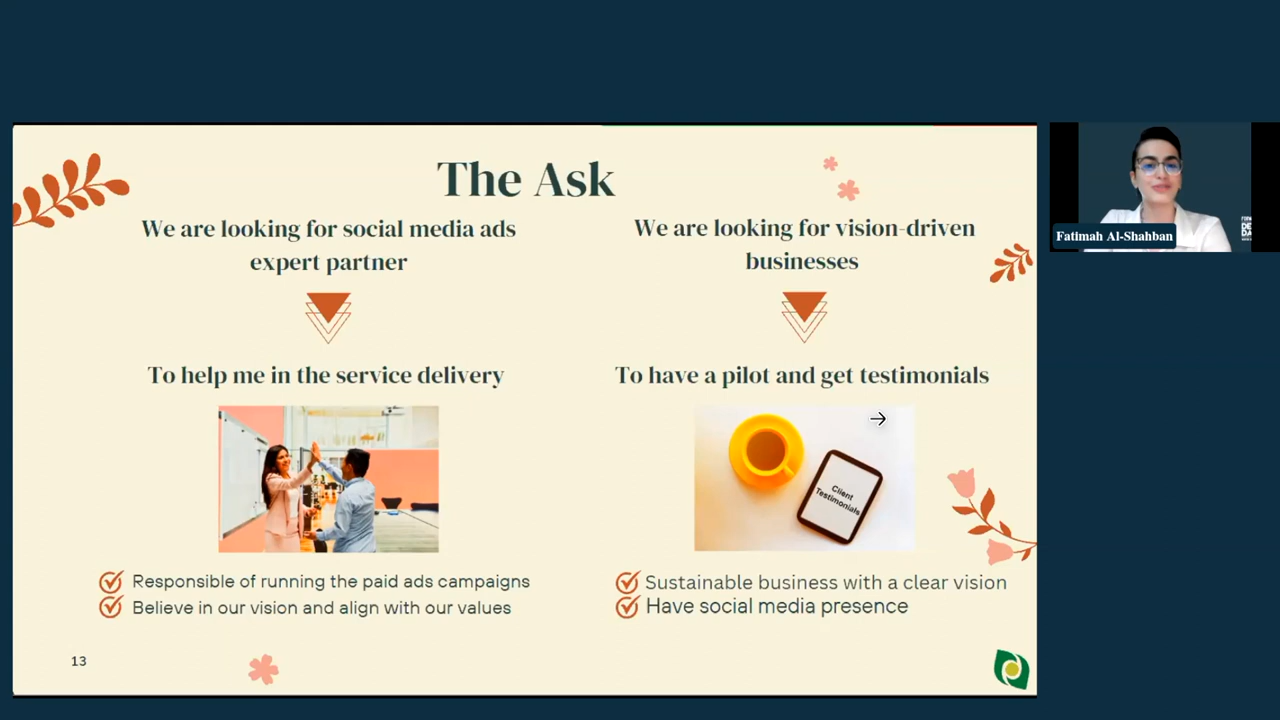 The Ask
We are looking for social media ads
expert partner
To help me in the service delivery
Responsible of running the paid ads campaigns
Believe in our vision and align with our values
We are looking for vision-driven
businesses
To have a pilot and get testimonials
Client
Testimonials
Sustainable business with a clear vision
Have social media presence
13
Fatimah Al-Shahban